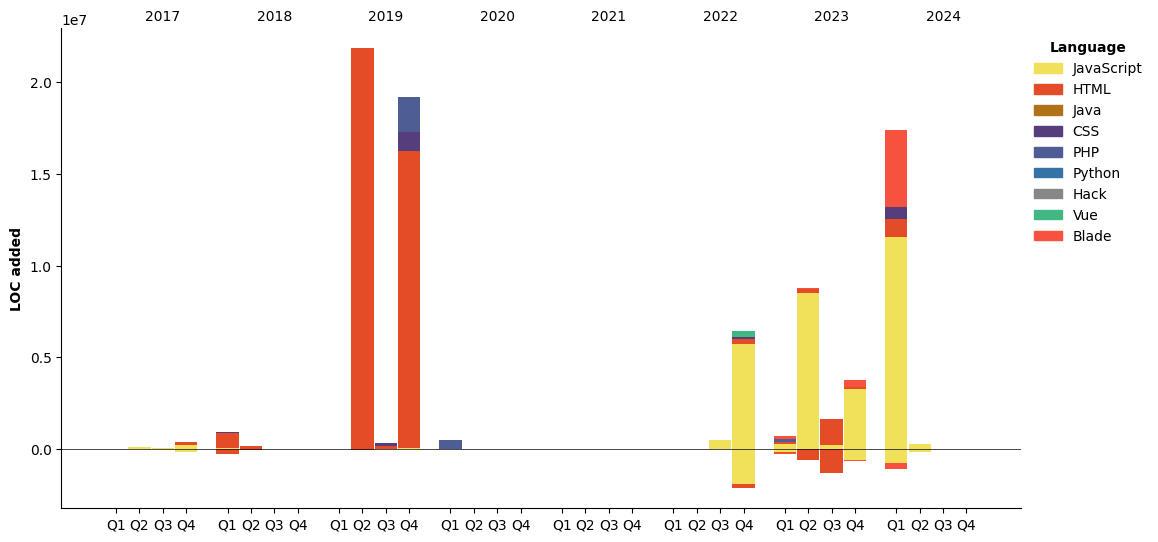 1e7
2017 2018 2019 2020 2021 2022 2023 2024
LOC added
2.0
1.5
1.0
0.5
0.0
Q1 Q2 Q3 Q4 Q1 Q2 Q3 Q4 Q1 Q2 Q3 Q4 Q1 Q2 Q3 Q4 Q1 Q2 Q3 Q4 Q1 Q2 Q3 Q4 Q1 Q2 Q3 Q4 Q1 Q2 Q3 Q4
Language
JavaScript
HTML
Java
CSS
PHP
Python
Hack
Vue
Blade